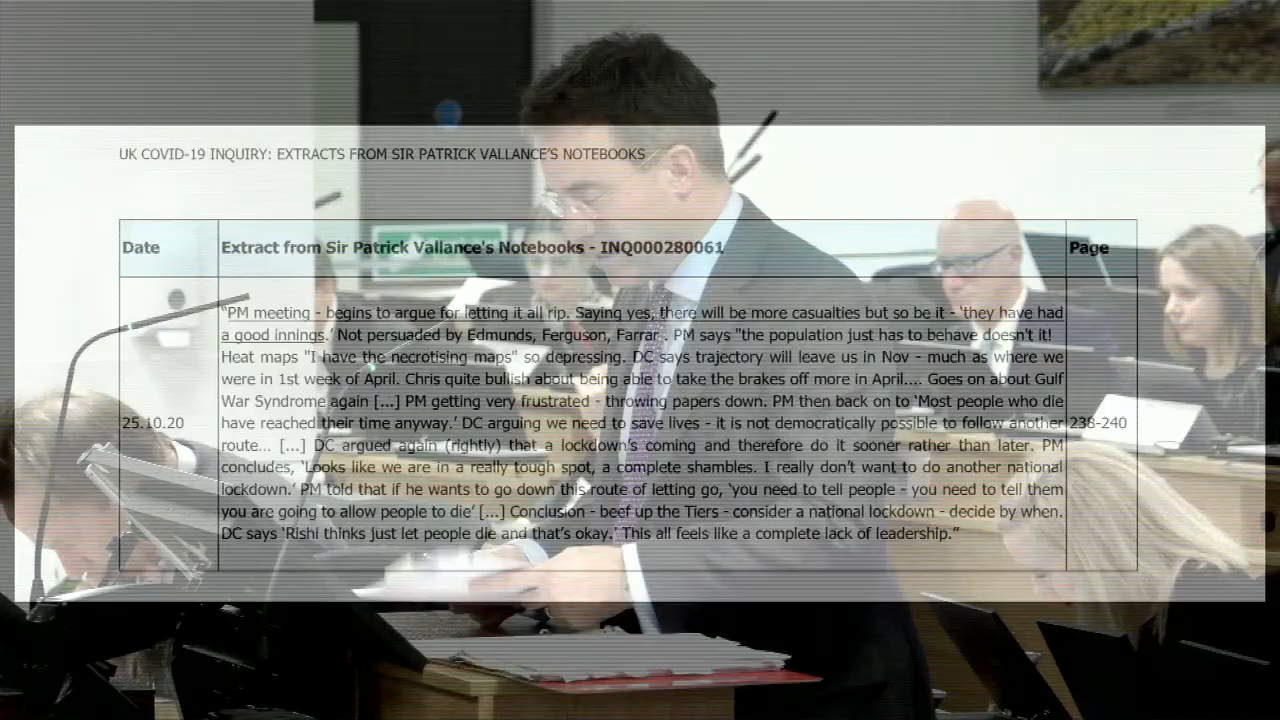 UK COVID-19 INQUIRY: EXTRACTS FROM SIR PATRICK VALLANCE'S NOTEBOOKS
Date Extract from Sir Patrick Vallance's Notebooks - INQ000280061 Page
"PM meeting - begins to argue for letting it all rip. Saying yes, there will be more casualties but so be it - 'they have had
a good innings.' Not persuaded by Edmunds, Ferguson, Farrar . PM says "the population just has to behave doesn't it!
Heat maps "I have the necrotising maps" so depressing. DC says trajectory will leave us in Nov - much as where we
were in 1st week of April. Chris quite bullish about being able to take the brakes off more in April.... Goes on about Gulf
War Syndrome again [...] PM getting very frustrated - throwing papers down. PM then back on to 'Most people who die
25.10.20 have reached their time anyway.' DC arguing we need to save lives - it is not democratically possible to follow another 238-240
route... [...] DC argued again (rightly) that a lockdown's coming and therefore do it sooner rather than later. PM
concludes, 'Looks like we are in a really tough spot, a complete shambles. I really don't want to do another national
lockdown.' PM told that if he wants to go down this route of letting go, 'you need to tell people - you need to tell them
you are going to allow people to die' [...] Conclusion - beef up the Tiers - consider a national lockdown - decide by when.
DC says 'Rishi thinks just let people die and that's okay.' This all feels like a complete lack of leadership."